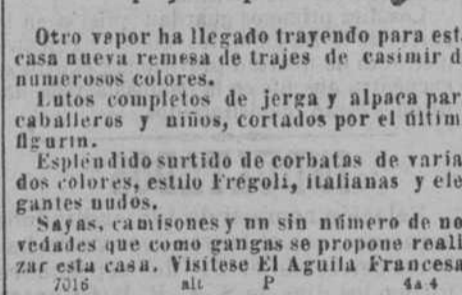 Otro vapor ha llegado trayendo para est
casa nueva remesa de trajes de casimir d
numerosos colores.
Lutos completos de jerga y alpaca par
caballeros y niños, cortados por el últim
figurin.
Espléndido surtido de corbatas de varia
dos colores, estilo Frégoli, italianas y ele
gantes nudos.
Sayas, camisones y un sin número de no
vedades que como gangas se propone reali
zar esta casa. Visítese El Aguila Francesa
7016 alt P 4a 4